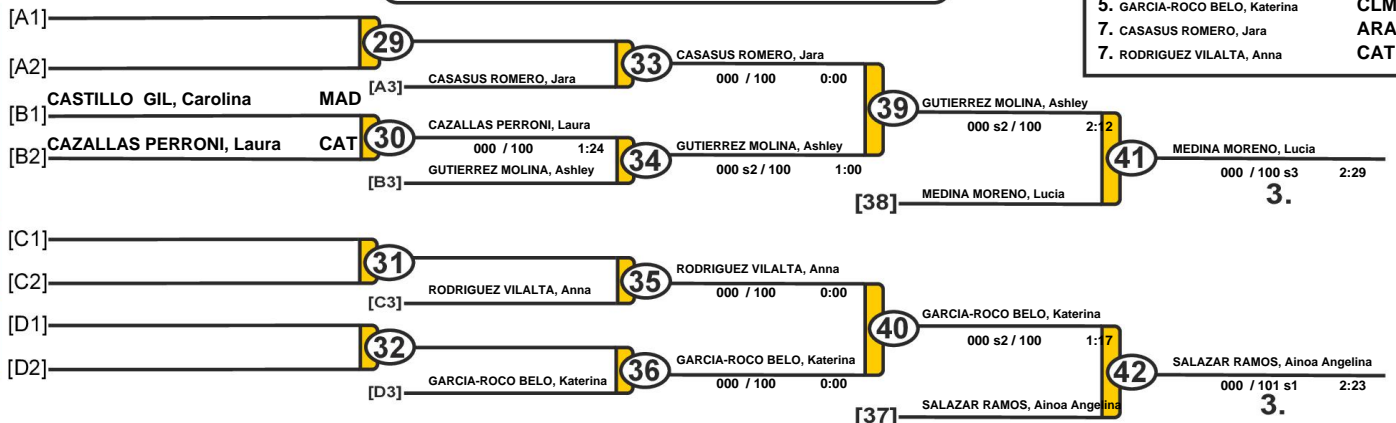 5. GARCIA-ROCO BELO, Katerina CLM
7. CASASUS ROMERO, Jara ARA
7. RODRIGUEZ VILALTA, Anna CAT
[A1]
29
[A2]
[A3] CASASUS ROMERO, Jara
33
CASASUS ROMERO, Jara
000 / 100 0:00
[B1] CASTILLO GIL, Carolina MAD
30
[B2] CAZALLAS PERRONI, Laura CAT
CAZALLAS PERRONI, Laura
000 / 100 1:24
[B3] GUTIERREZ MOLINA, Ashley
34
GUTIERREZ MOLINA, Ashley
000 s2 / 100 1:00
39
GUTIERREZ MOLINA, Ashley
000 s2 / 100 2:12
[38] MEDINA MORENO, Lucia
41
MEDINA MORENO, Lucia
000 / 100 s3 2:29
3.
[C1]
31
[C2]
[C3] RODRIGUEZ VILALTA, Anna
35
RODRIGUEZ VILALTA, Anna
000 / 100 0:00
[D1]
32
[D2]
[D3] GARCIA-ROCO BELO, Katerina
36
GARCIA-ROCO BELO, Katerina
000 / 100 0:00
40
GARCIA-ROCO BELO, Katerina
000 s2 / 100 1:17
[37] SALAZAR RAMOS, Ainoa Angelina
42
SALAZAR RAMOS, Ainoa Angelina
000 / 101 s1 2:23
3.